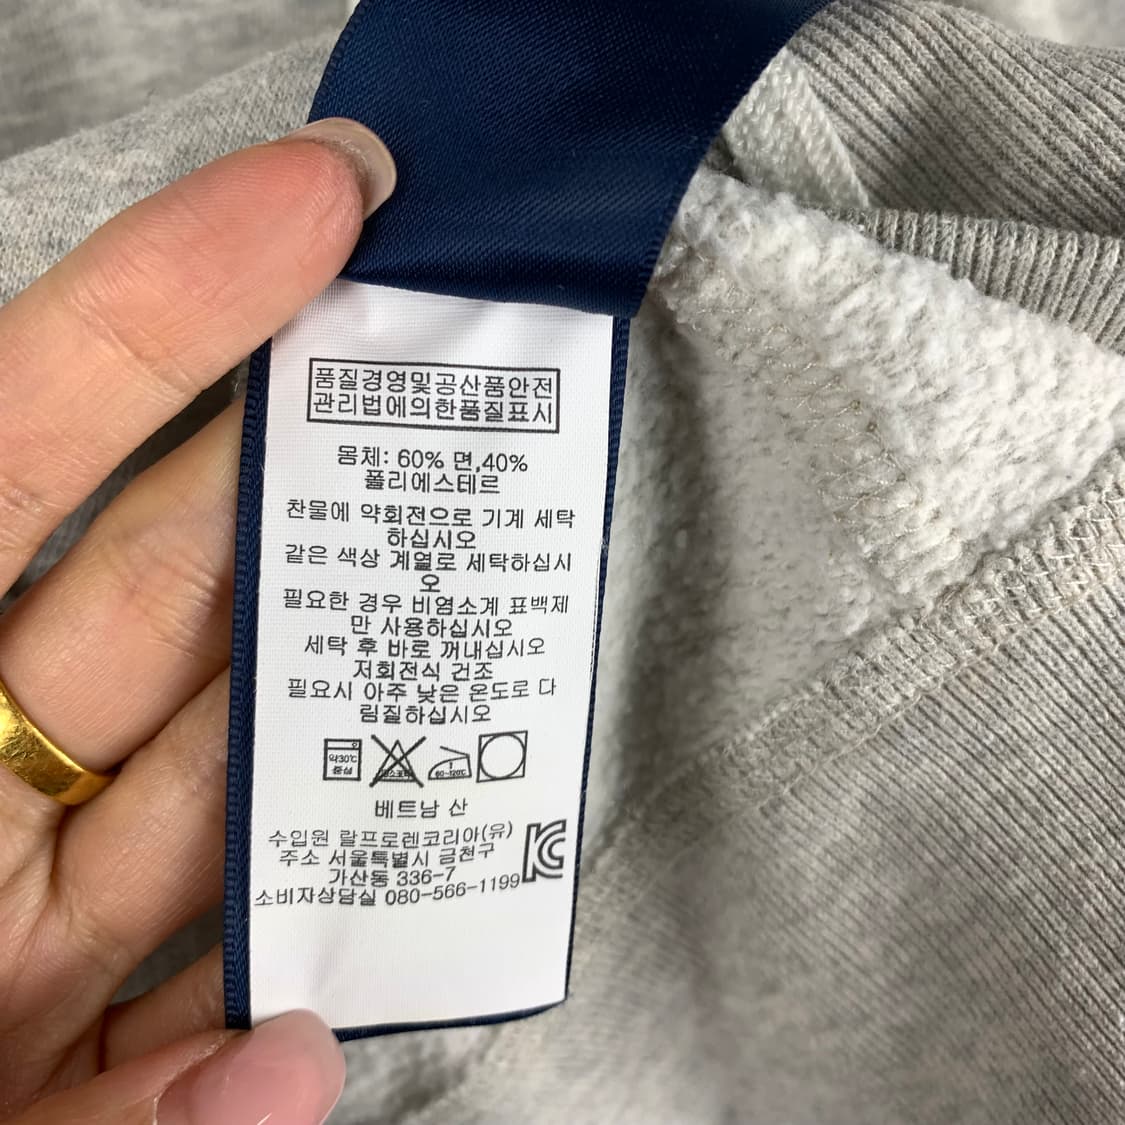 품질경영및공산품안전
관리법에의한품질표시
몸체: 60% 면,40%
폴리에스테르
찬물에 약회전으로 기계 세탁
하십시오
같은 색상 계열로 세탁하십시
오
필요한 경우 비염소계 표백제
만 사용하십시오
세탁 후 바로 꺼내십시오
저회전식 건조
필요시 아주 낮은 온도로 다
림질하십시오
약30℃
중성
60~120℃
베트남 산
수입원 랄프로렌코리아(유)
주소 서울특별시 금천구
가산동 336-7
소비자상담실 080-566-1199